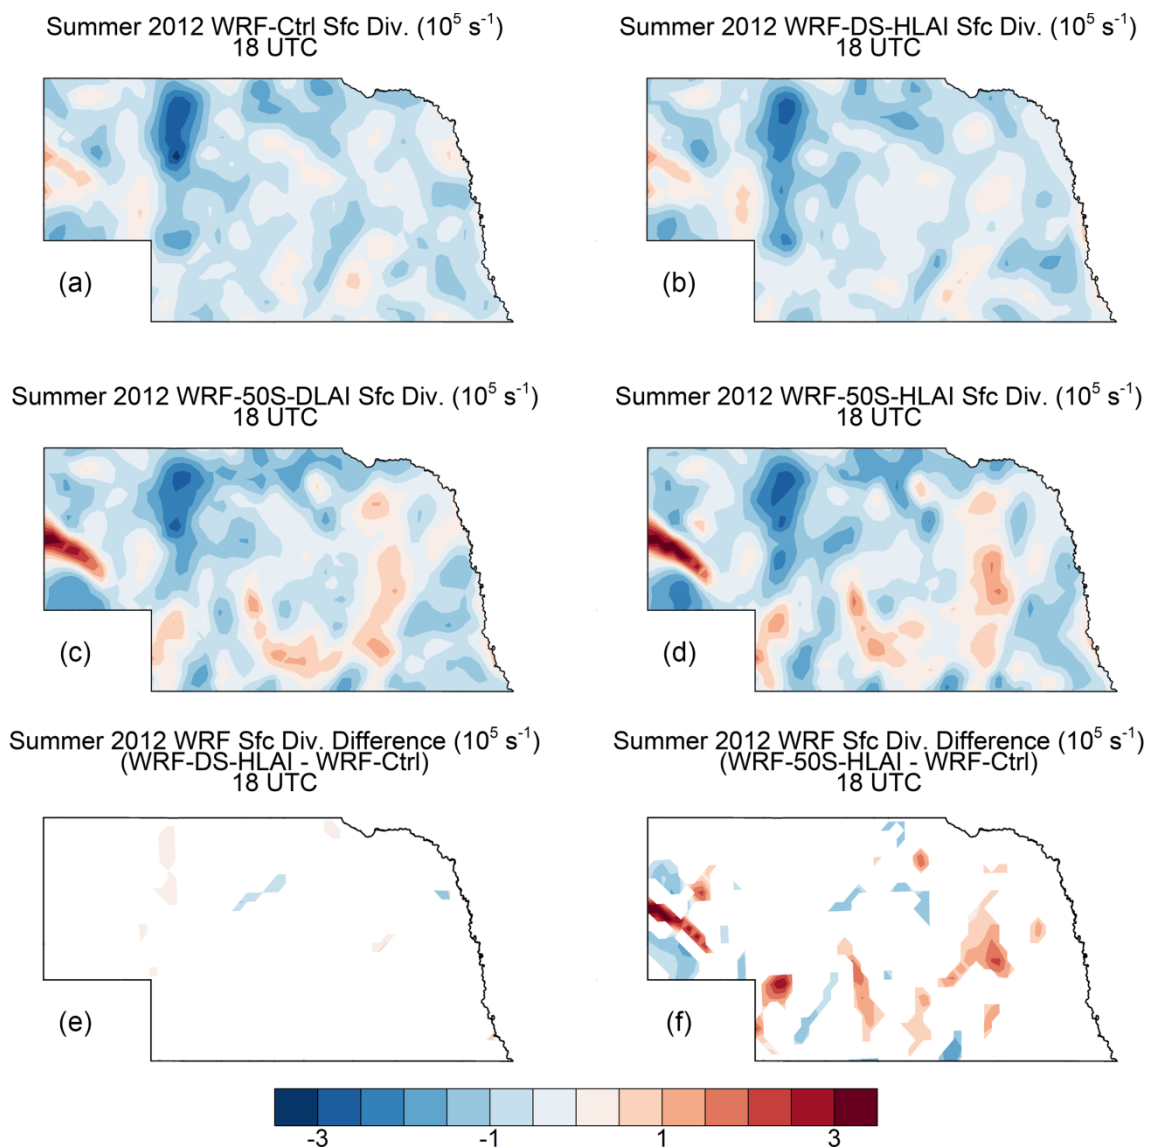 Summer 2012 WRF-Ctrl Sfc Div. (10⁵ s⁻¹)
18 UTC
Summer 2012 WRF-DS-HLAI Sfc Div. (10⁵ s⁻¹)
18 UTC
(a)
(b)
Summer 2012 WRF-50S-DLAI Sfc Div. (10⁵ s⁻¹)
18 UTC
Summer 2012 WRF-50S-HLAI Sfc Div. (10⁵ s⁻¹)
18 UTC
(c)
(d)
Summer 2012 WRF Sfc Div. Difference (10⁵ s⁻¹)
(WRF-DS-HLAI - WRF-Ctrl)
18 UTC
Summer 2012 WRF Sfc Div. Difference (10⁵ s⁻¹)
(WRF-50S-HLAI - WRF-Ctrl)
18 UTC
(e)
(f)
-3 -1 1 3